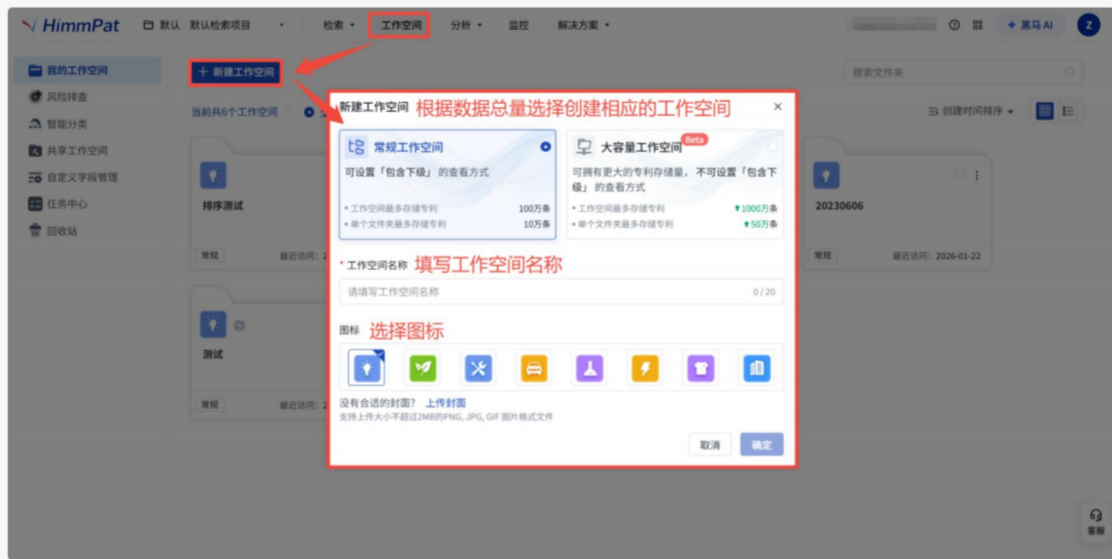 HimmPat
默认 默认检索项目
检索
工作空间
分析
监控
解决方案
黑马 AI
Z
我的工作空间
风险排查
智能分类
共享工作空间
自定义字段管理
任务中心
回收站
+ 新建工作空间
搜索文件夹
当前共6个工作空间
创建时间排序
排序测试
常规
最近访问: 2
测试
常规
最近访问: 2
20230606
常规
最近访问: 2026-01-22
新建工作空间 根据数据总量选择创建相应的工作空间
常规工作空间
可设置「包含下级」的查看方式
• 工作空间最多存储专利 100万条
• 单个文件夹最多存储专利 10万条
大容量工作空间 Beta
可拥有更大的专利存储量, 不可设置「包含下
级」的查看方式
• 工作空间最多存储专利 1000万条
• 单个文件夹最多存储专利 50万条
* 工作空间名称 填写工作空间名称
请填写工作空间名称 0 / 20
图标 选择图标
没有合适的封面? 上传封面
支持上传大小不超过2MB的PNG, JPG, GIF 图片格式文件
取消
确定
客服